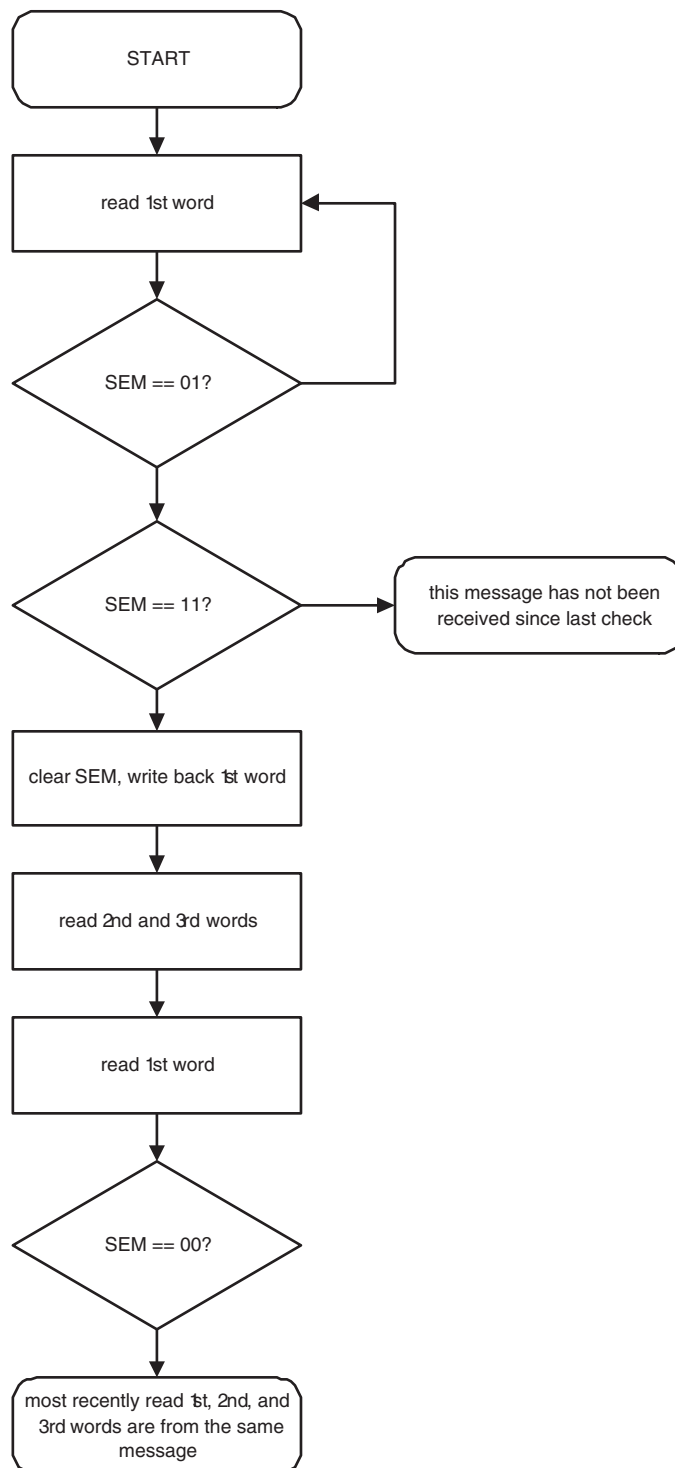 START
read 1st word
SEM == 01?
SEM == 11?
this message has not been
received since last check
clear SEM, write back 1st word
read 2nd and 3rd words
read 1st word
SEM == 00?
most recently read 1st, 2nd, and
3rd words are from the same
message